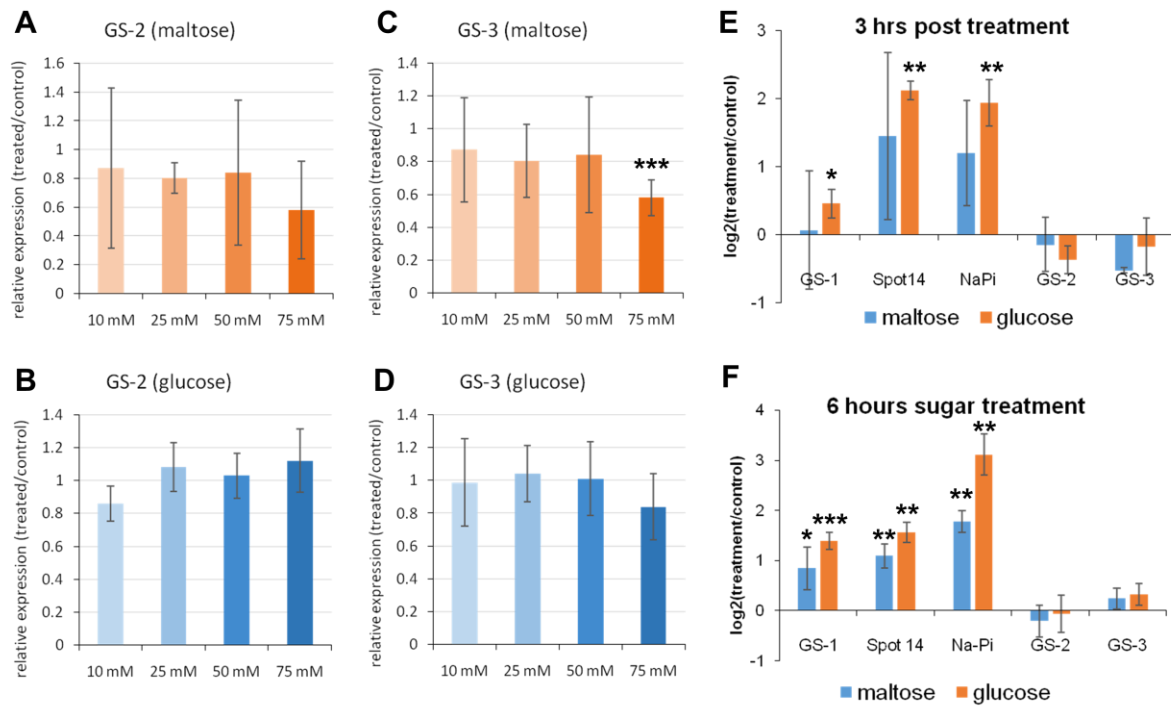 A
GS-2 (maltose)
relative expression (treated/control)
1.6
1.4
1.2
1
0.8
0.6
0.4
0.2
0
10 mM 25 mM 50 mM 75 mM
B
GS-2 (glucose)
relative expression (treated/control)
1.4
1.2
1
0.8
0.6
0.4
0.2
0
10 mM 25 mM 50 mM 75 mM
C
GS-3 (maltose)
relative expression (treated/control)
1.4
1.2
1
0.8
0.6
0.4
0.2
0
***
10 mM 25 mM 50 mM 75 mM
D
GS-3 (glucose)
relative expression (treated/control)
1.4
1.2
1
0.8
0.6
0.4
0.2
0
10 mM 25 mM 50 mM 75 mM
E
3 hrs post treatment
log2(treatment/control)
3
2
1
0
-1
* ** **
GS-1 Spot14 NaPi GS-2 GS-3
maltose glucose
F
6 hours sugar treatment
log2(treatment/control)
4
3
2
1
0
-1
* *** ** ** ** **
GS-1 Spot 14 Na-Pi GS-2 GS-3
maltose glucose